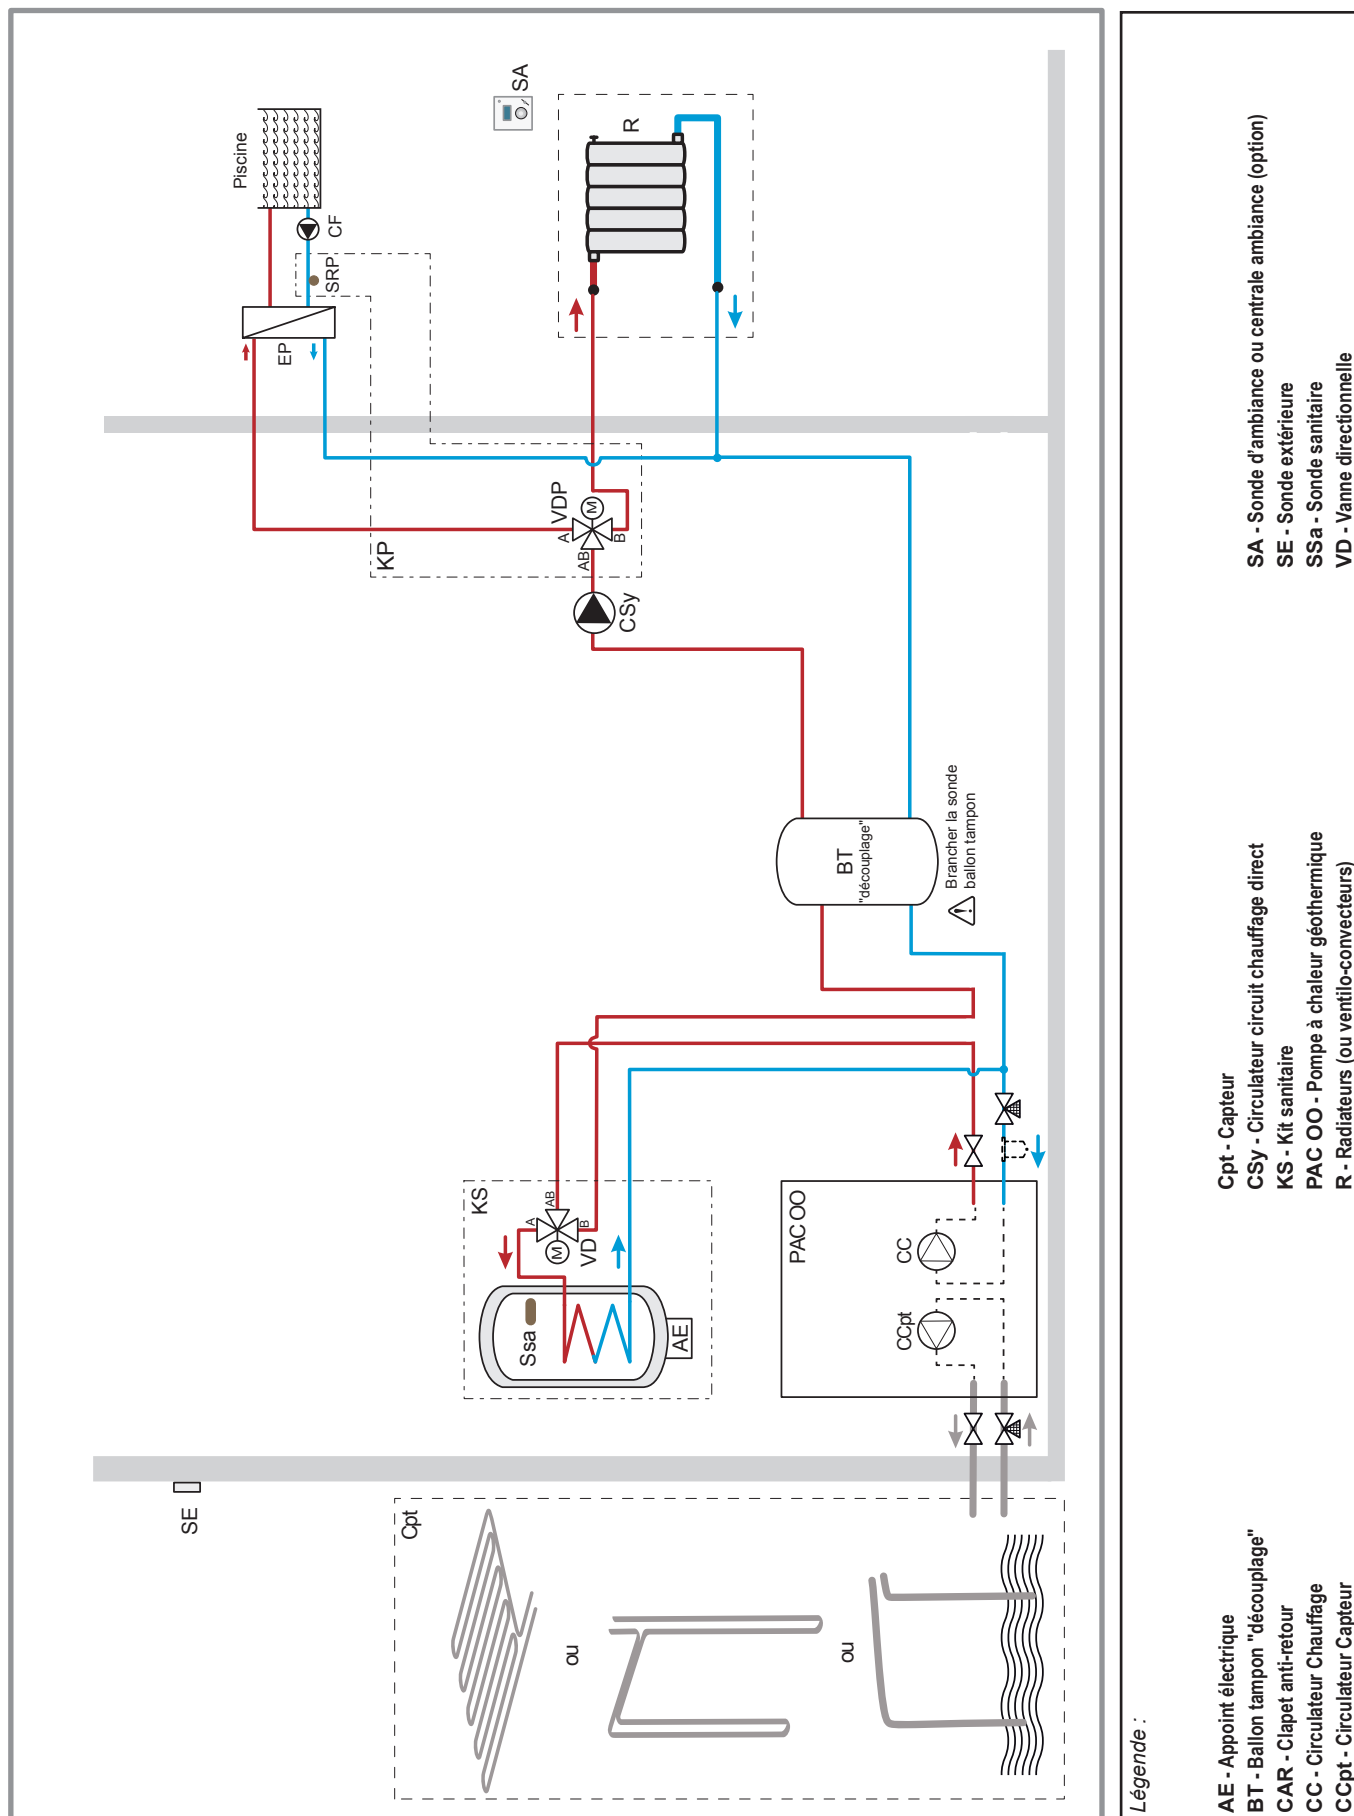 SE
Cpt
ou
ou
KS
A
AB
B
M
VD
Ssa
AE
PAC OO
CC
CCpt
BT
"découplage"
Brancher la sonde
ballon tampon
CSy
KP
VDP
A
AB
B
M
EP
SRP
CF
Piscine
SA
R
Légende :
AE - Appoint électrique
BT - Ballon tampon "découplage"
CAR - Clapet anti-retour
CC - Circulateur Chauffage
CCpt - Circulateur Capteur
Cpt - Capteur
CSy - Circulateur circuit chauffage direct
KS - Kit sanitaire
PAC OO - Pompe à chaleur géothermique
R - Radiateurs (ou ventilo-convecteurs)
SA - Sonde d'ambiance ou centrale ambiance (option)
SE - Sonde extérieure
SSa - Sonde sanitaire
VD - Vanne directionnelle